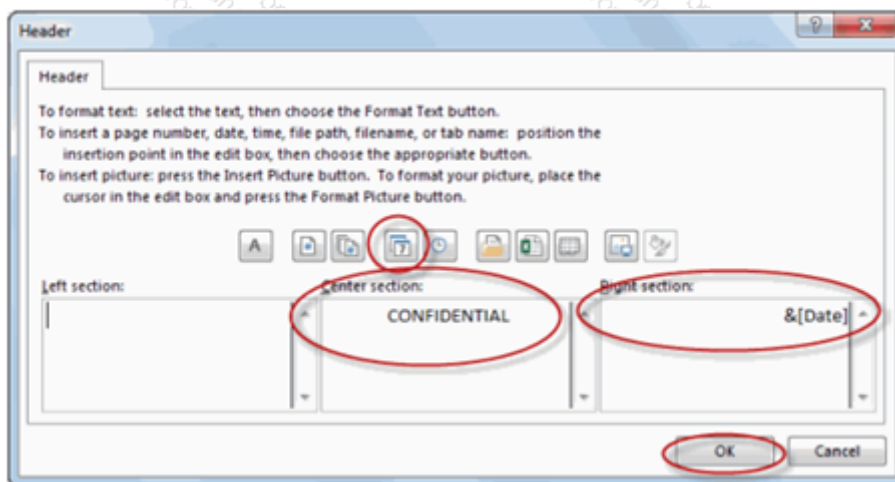 Header
Header
To format text: select the text, then choose the Format Text button.
To insert a page number, date, time, file path, filename, or tab name: position the
insertion point in the edit box, then choose the appropriate button.
To insert picture: press the Insert Picture button. To format your picture, place the
cursor in the edit box and press the Format Picture button.
A
7
Left section:
Center section:
Right section:
CONFIDENTIAL
&[Date]
OK
Cancel